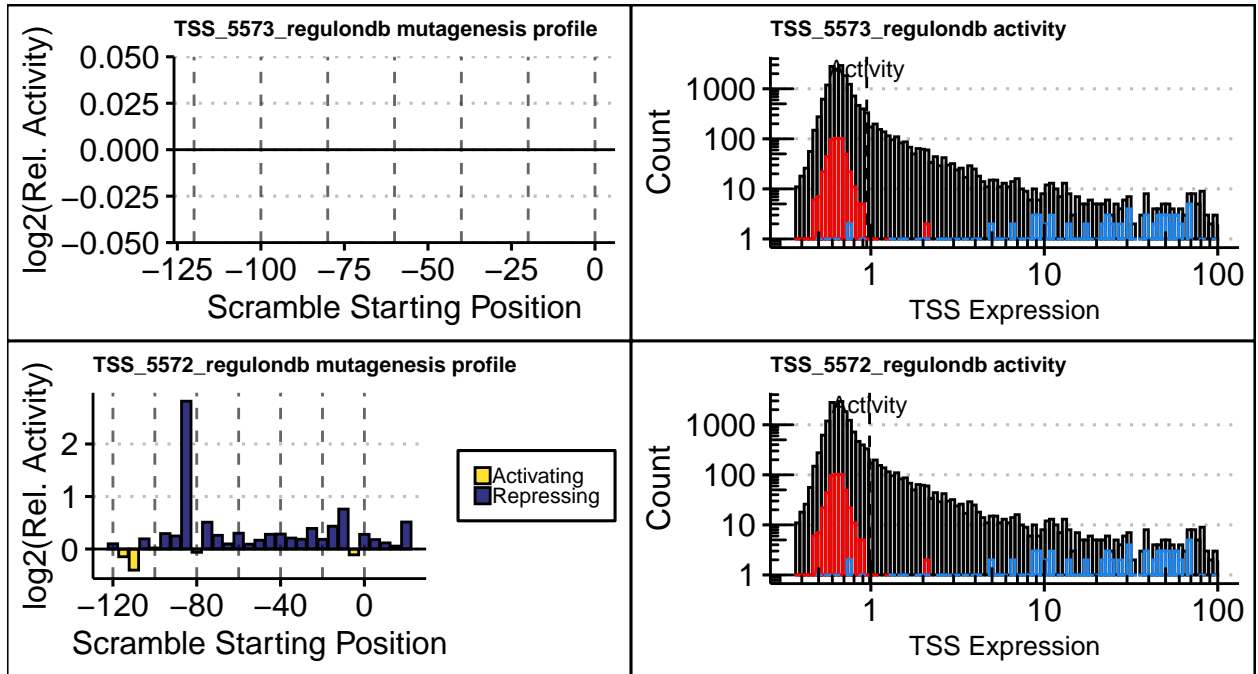 TSS_5573_regulondb mutagenesis profile
log2(Rel. Activity)
0.050
0.025
0.000
−0.025
−0.050
−125 −100 −75 −50 −25 0
Scramble Starting Position
TSS_5573_regulondb activity
Activity
Count
1000
100
10
1
1 10 100
TSS Expression
TSS_5572_regulondb mutagenesis profile
log2(Rel. Activity)
2
1
0
−120 −80 −40 0
Scramble Starting Position
Activating
Repressing
TSS_5572_regulondb activity
Activity
Count
1000
100
10
1
1 10 100
TSS Expression